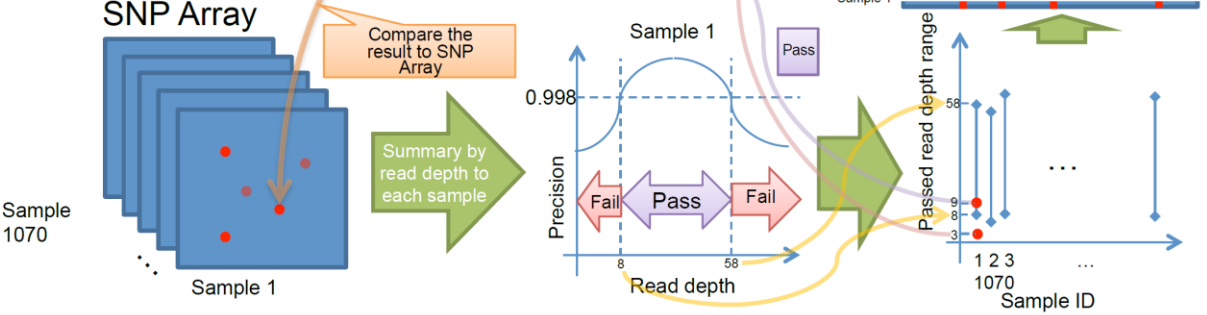 SNP Array
Compare the
result to SNP
Array
Sample
1070
...
Sample 1
Summary by
read depth to
each sample
Sample 1
Pass
0.998
Precision
Fail
Pass
Fail
8
58
Read depth
Passed read depth range
58
9
8
3
...
1 2 3
...
1070
Sample ID